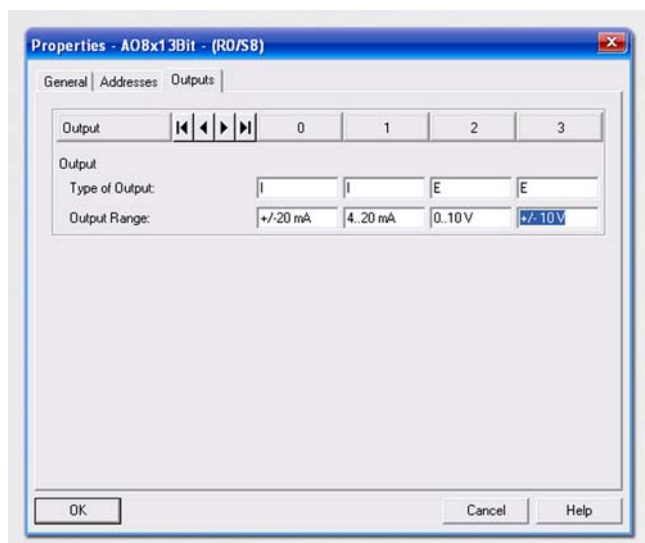 Properties - AO8x13Bit - (R0/S8)
General Addresses Outputs
Output 0 1 2 3
Output
Type of Output: I I E E
Output Range: +/-20 mA 4..20 mA 0..10 V +/- 10 V
OK Cancel Help